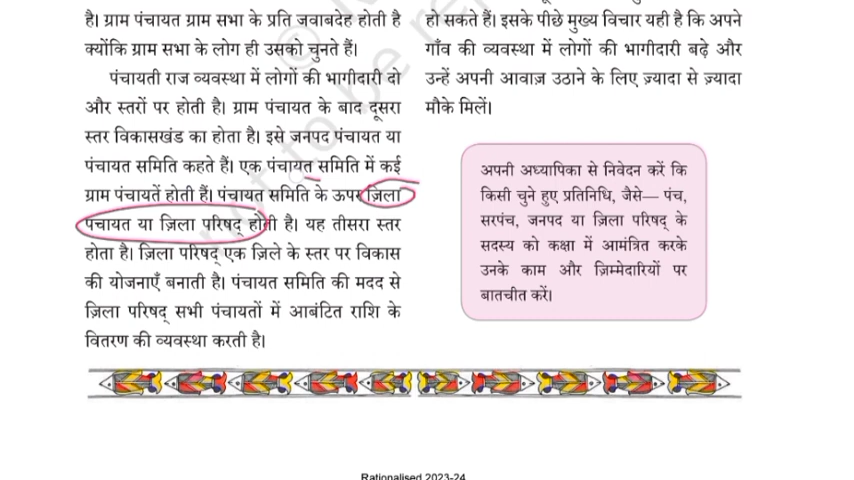 है। ग्राम पंचायत ग्राम सभा के प्रति जवाबदेह होती है
क्योंकि ग्राम सभा के लोग ही उसको चुनते हैं।
पंचायती राज व्यवस्था में लोगों की भागीदारी दो
और स्तरों पर होती है। ग्राम पंचायत के बाद दूसरा
स्तर विकासखंड का होता है। इसे जनपद पंचायत या
पंचायत समिति कहते हैं। एक पंचायत समिति में कई
ग्राम पंचायतें होती हैं। पंचायत समिति के ऊपर ज़िला
पंचायत या ज़िला परिषद् होती है। यह तीसरा स्तर
होता है। ज़िला परिषद् एक ज़िले के स्तर पर विकास
की योजनाएँ बनाती है। पंचायत समिति की मदद से
ज़िला परिषद् सभी पंचायतों में आबंटित राशि के
वितरण की व्यवस्था करती है।
हो सकते हैं। इसके पीछे मुख्य विचार यही है कि अपने
गाँव की व्यवस्था में लोगों की भागीदारी बढ़े और
उन्हें अपनी आवाज़ उठाने के लिए ज़्यादा से ज़्यादा
मौके मिलें।
अपनी अध्यापिका से निवेदन करें कि
किसी चुने हुए प्रतिनिधि, जैसे— पंच,
सरपंच, जनपद या ज़िला परिषद् के
सदस्य को कक्षा में आमंत्रित करके
उनके काम और ज़िम्मेदारियों पर
बातचीत करें।
Rationalised 2023-24